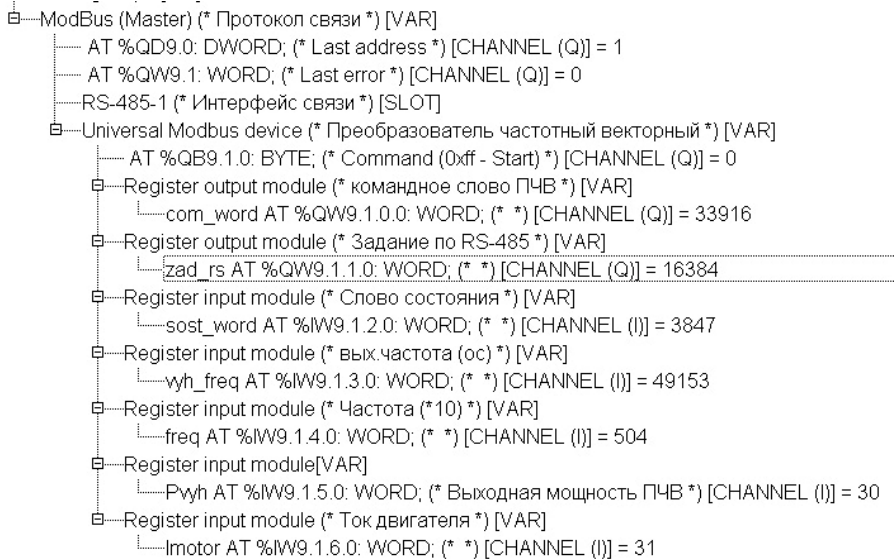 ModBus (Master) (* Протокол связи *) [VAR]
AT %QD9.0: DWORD; (* Last address *) [CHANNEL (Q)] = 1
AT %QW9.1: WORD; (* Last error *) [CHANNEL (Q)] = 0
RS-485-1 (* Интерфейс связи *) [SLOT]
Universal Modbus device (* Преобразователь частотный векторный *) [VAR]
AT %QB9.1.0: BYTE; (* Command (0xff - Start) *) [CHANNEL (Q)] = 0
Register output module (* командное слово ПЧВ *) [VAR]
com_word AT %QW9.1.0.0: WORD; (* *) [CHANNEL (Q)] = 33916
Register output module (* Задание по RS-485 *) [VAR]
zad_rs AT %QW9.1.1.0: WORD; (* *) [CHANNEL (Q)] = 16384
Register input module (* Слово состояния *) [VAR]
sost_word AT %IW9.1.2.0: WORD; (* *) [CHANNEL (I)] = 3847
Register input module (* вых.частота (ос) *) [VAR]
vyh_freq AT %IW9.1.3.0: WORD; (* *) [CHANNEL (I)] = 49153
Register input module (* Частота (*10) *) [VAR]
freq AT %IW9.1.4.0: WORD; (* *) [CHANNEL (I)] = 504
Register input module[VAR]
Pvyh AT %IW9.1.5.0: WORD; (* Выходная мощность ПЧВ *) [CHANNEL (I)] = 30
Register input module (* Ток двигателя *) [VAR]
Imotor AT %IW9.1.6.0: WORD; (* *) [CHANNEL (I)] = 31